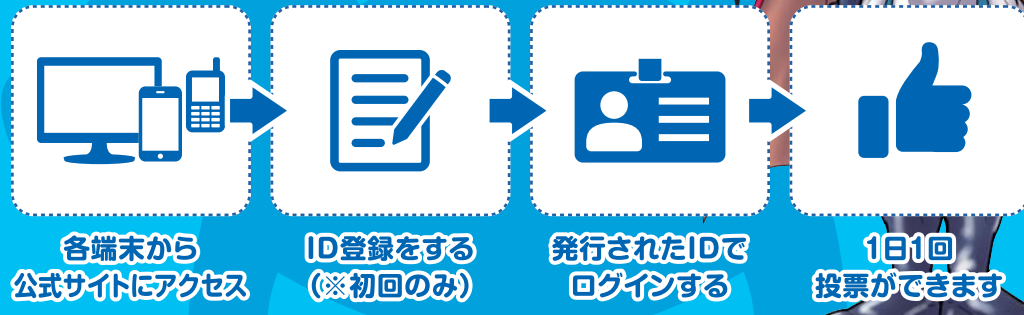 各端末から
公式サイトにアクセス
ID登録をする
(※初回のみ)
発行されたIDで
ログインする
1日1回
投票ができます